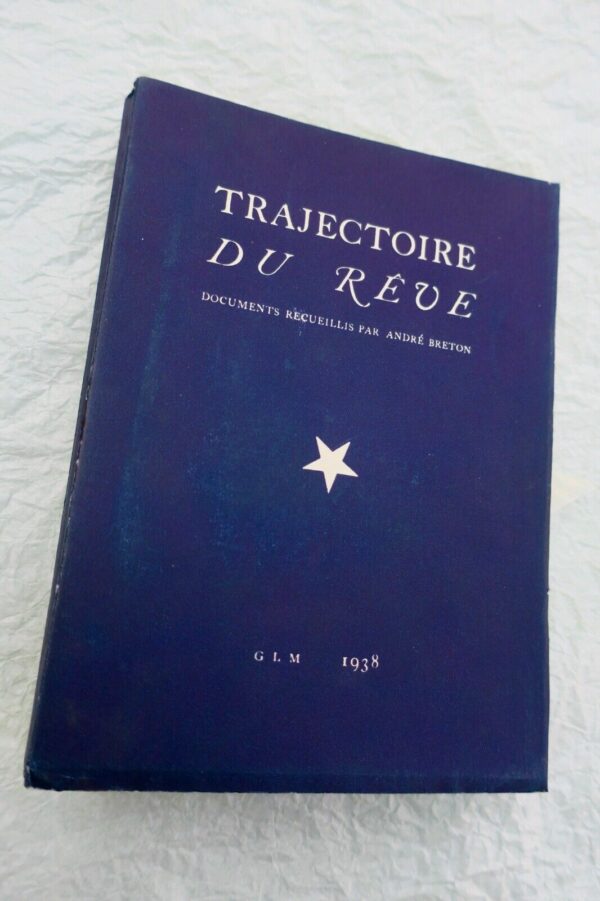 TRAJECTOIRE
DU RÊVE
DOCUMENTS RECUEILLIS PAR ANDRÉ BRETON
G L M 1938